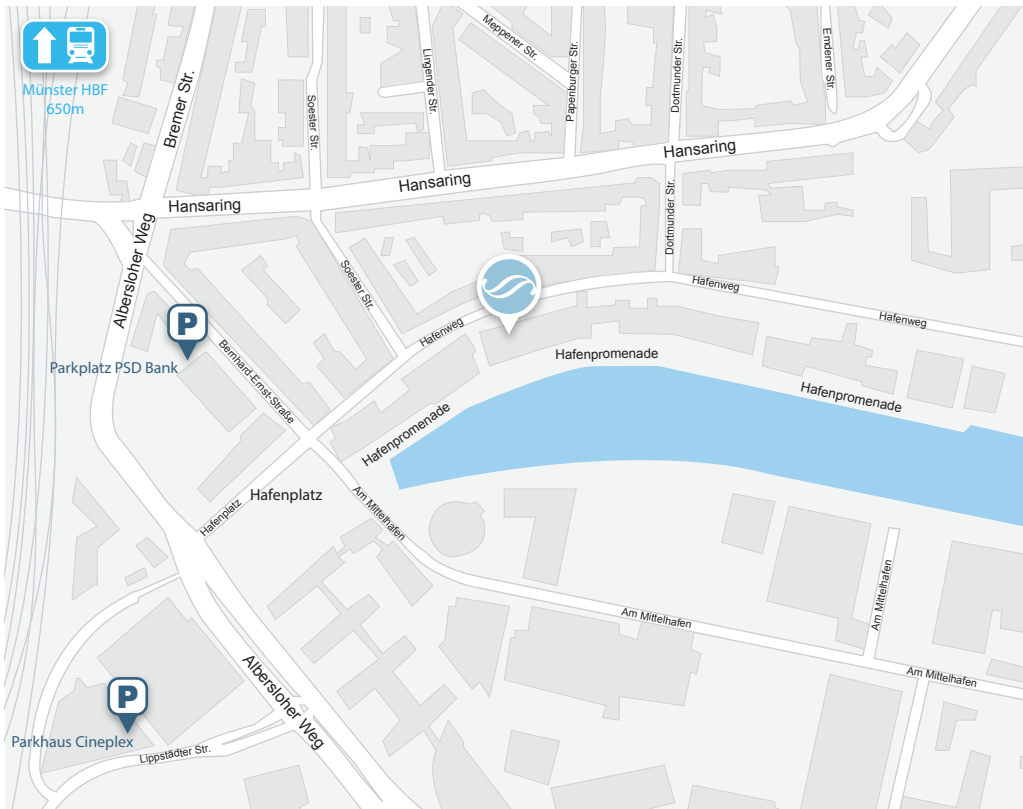 Münster HBF
650m
Bremer Str.
Soester Str.
Lingender Str.
Meppener Str.
Papenburger Str.
Dortmunder Str.
Emdener Str.
Hansaring
Hansaring
Hansaring
Albersloher Weg
Soester Str.
Dortmunder Str.
Hafenweg
Hafenweg
Hafenweg
P
Parkplatz PSD Bank
Bernhard-Ernst-Straße
Hafenpromenade
Hafenpromenade
Hafenpromenade
Hafenplatz
Hafenplatz
Am Mittelhafen
Am Mittelhafen
Am Mittelhafen
Am Mittelhafen
Albersloher Weg
P
Parkhaus Cineplex
Lippstädter Str.